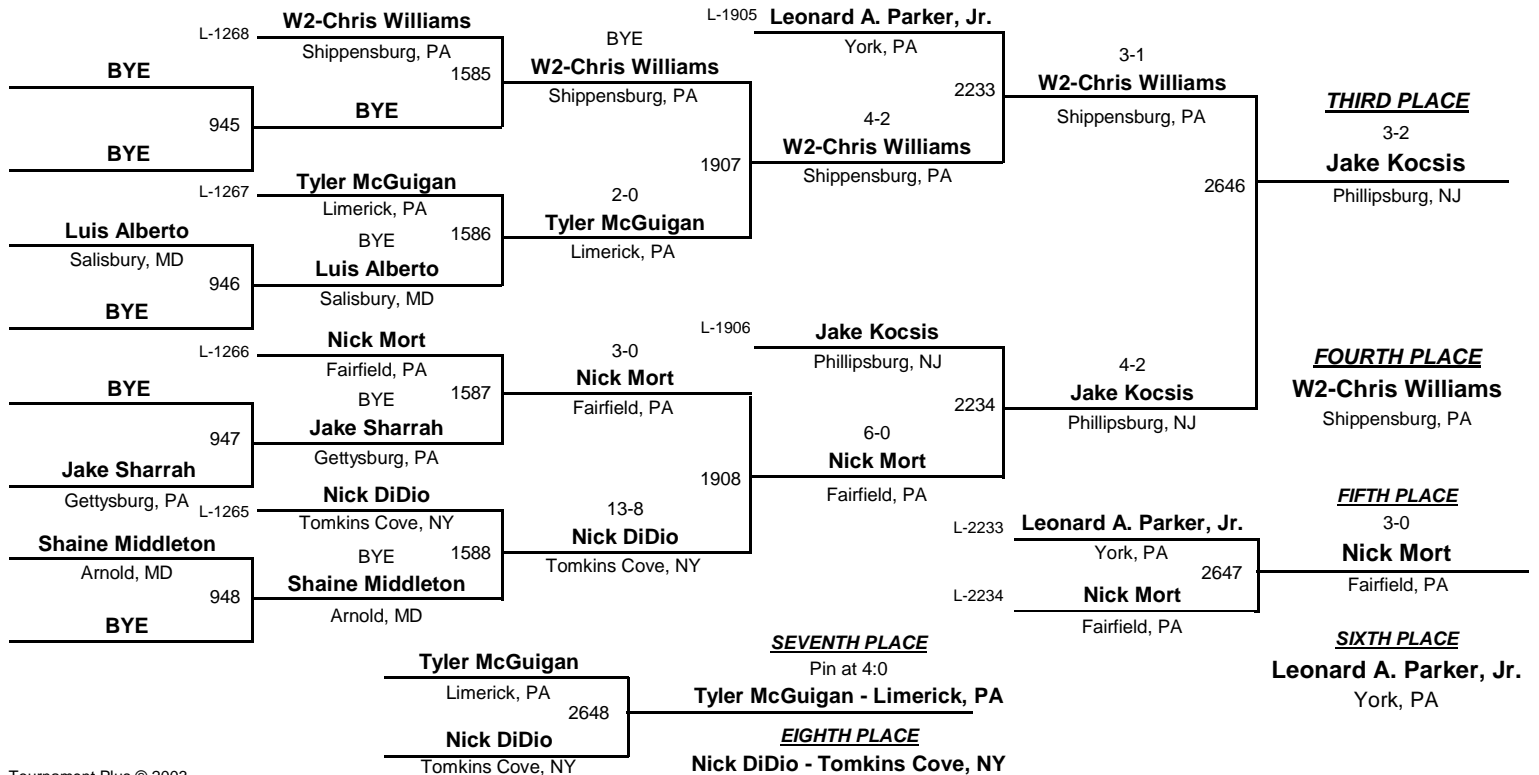 L-1268
W2-Chris Williams
Shippensburg, PA
BYE
945
BYE
BYE
1585
BYE
W2-Chris Williams
Shippensburg, PA
L-1267
Tyler McGuigan
Limerick, PA
Luis Alberto
Salisbury, MD
946
BYE
BYE
Luis Alberto
Salisbury, MD
1586
2-0
Tyler McGuigan
Limerick, PA
1907
L-1905
Leonard A. Parker, Jr.
York, PA
4-2
W2-Chris Williams
Shippensburg, PA
2233
3-1
W2-Chris Williams
Shippensburg, PA
L-1266
Nick Mort
Fairfield, PA
BYE
947
Jake Sharrah
Gettysburg, PA
BYE
Jake Sharrah
Gettysburg, PA
1587
3-0
Nick Mort
Fairfield, PA
L-1265
Nick DiDio
Tomkins Cove, NY
Shaine Middleton
Arnold, MD
948
BYE
BYE
Shaine Middleton
Arnold, MD
1588
13-8
Nick DiDio
Tomkins Cove, NY
1908
L-1906
Jake Kocsis
Phillipsburg, NJ
6-0
Nick Mort
Fairfield, PA
2234
4-2
Jake Kocsis
Phillipsburg, NJ
2646
THIRD PLACE
3-2
Jake Kocsis
Phillipsburg, NJ
FOURTH PLACE
W2-Chris Williams
Shippensburg, PA
L-2233
Leonard A. Parker, Jr.
York, PA
L-2234
Nick Mort
Fairfield, PA
2647
FIFTH PLACE
3-0
Nick Mort
Fairfield, PA
SIXTH PLACE
Leonard A. Parker, Jr.
York, PA
Tyler McGuigan
Limerick, PA
2648
Nick DiDio
Tomkins Cove, NY
SEVENTH PLACE
Pin at 4:0
Tyler McGuigan - Limerick, PA
EIGHTH PLACE
Nick DiDio - Tomkins Cove, NY